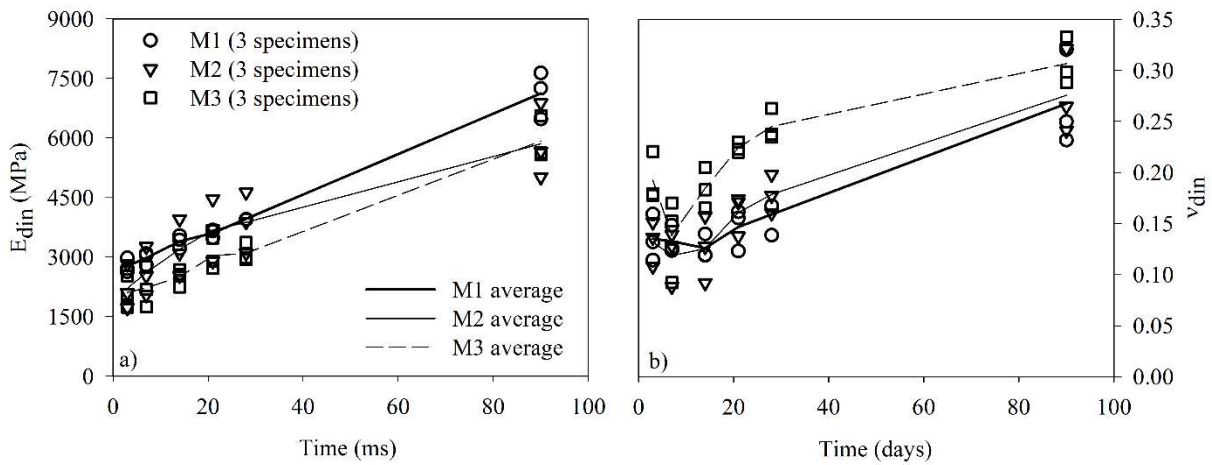 9000
7500
6000
4500
3000
1500
0
E_din (MPa)
M1 (3 specimens)
M2 (3 specimens)
M3 (3 specimens)
M1 average
M2 average
M3 average
a)
0 20 40 60 80 100
Time (ms)
b)
0 20 40 60 80 100
Time (days)
0.35
0.30
0.25
0.20
0.15
0.10
0.05
0.00
ν_din